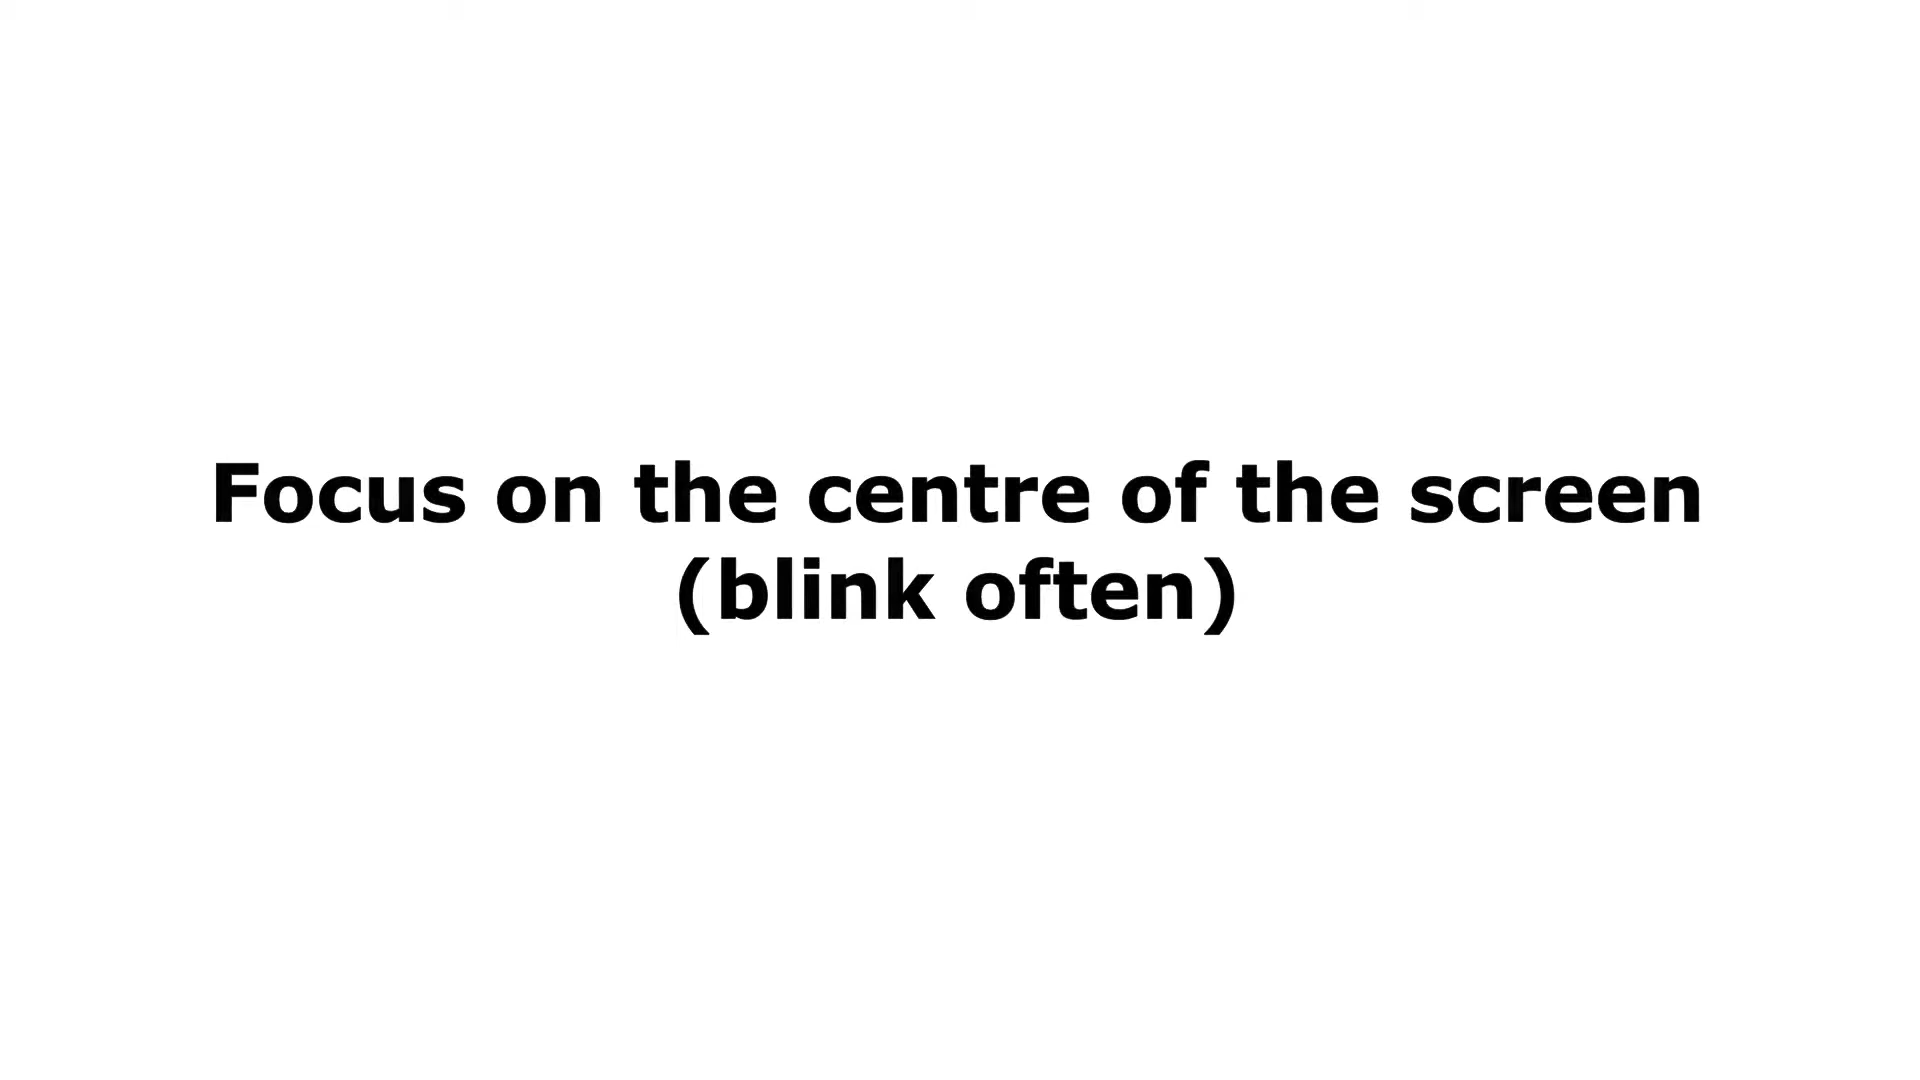 Focus on the centre of the screen
(blink often)